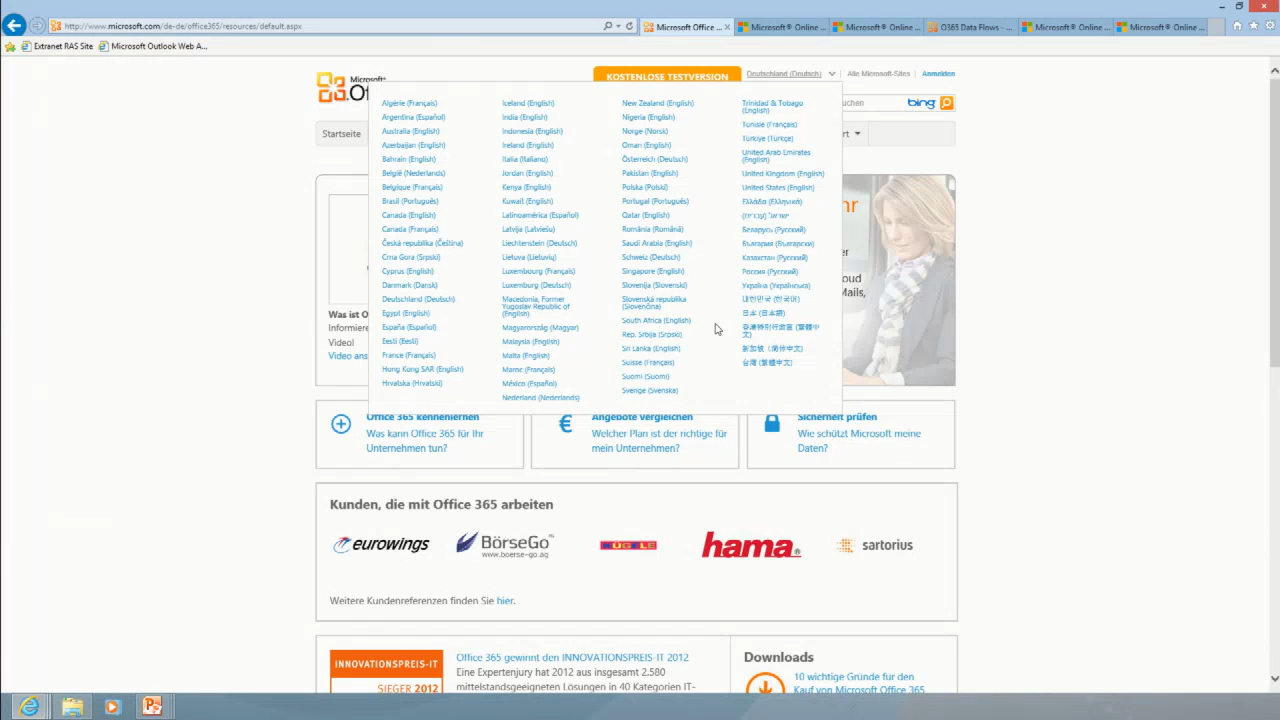 http://www.microsoft.com/de-de/office365/resources/default.aspx
Microsoft Office ...
Microsoft® Online ...
Microsoft® Online ...
O365 Data Flows - ...
Microsoft® Online ...
Microsoft® Online ...
Extranet RAS Site
Microsoft Outlook Web A...
Microsoft®
KOSTENLOSE TESTVERSION
Deutschland (Deutsch)
Alle Microsoft-Sites
Anmelden
bing
Startseite
Algérie (Français)
Argentina (Español)
Australia (English)
Azerbaijan (English)
Bahrain (English)
België (Nederlands)
Belgique (Français)
Brasil (Português)
Canada (English)
Canada (Français)
Česká republika (Čeština)
Crna Gora (Srpski)
Cyprus (English)
Danmark (Dansk)
Deutschland (Deutsch)
Egypt (English)
España (Español)
Eesti (Eesti)
France (Français)
Hong Kong SAR (English)
Hrvatska (Hrvatski)
Iceland (English)
India (English)
Indonesia (English)
Ireland (English)
Italia (Italiano)
Jordan (English)
Kenya (English)
Kuwait (English)
Latinoamérica (Español)
Latvija (Latviešu)
Liechtenstein (Deutsch)
Lietuva (Lietuvių)
Luxembourg (Français)
Luxemburg (Deutsch)
Macedonia, Former
Yugoslav Republic of
(English)
Magyarország (Magyar)
Malaysia (English)
Malta (English)
Maroc (Français)
México (Español)
Nederland (Nederlands)
New Zealand (English)
Nigeria (English)
Norge (Norsk)
Oman (English)
Österreich (Deutsch)
Pakistan (English)
Polska (Polski)
Portugal (Português)
Qatar (English)
România (Română)
Saudi Arabia (English)
Schweiz (Deutsch)
Singapore (English)
Slovenija (Slovenski)
Slovenská republika
(Slovenčina)
South Africa (English)
Rep. Srbija (Srpski)
Sri Lanka (English)
Suisse (Français)
Suomi (Suomi)
Sverige (Svenska)
Trinidad & Tobago
(English)
Tunisie (Français)
Türkiye (Türkçe)
United Arab Emirates
(English)
United Kingdom (English)
United States (English)
Ελλάδα (Ελληνικά)
ישראל (עברית)
Беларусь (Русский)
България (Български)
Казахстан (Русский)
Россия (Русский)
Україна (Українська)
대한민국 (한국어)
日本 (日本語)
香港特別行政區 (繁體中
文)
新加坡 (简体中文)
台灣 (繁體中文)
Was ist O
Informiere
Video!
Video ans
hr
oud
Mails,
Office 365 kennenlernen
Was kann Office 365 für Ihr
Unternehmen tun?
Angebote vergleichen
Welcher Plan ist der richtige für
mein Unternehmen?
Sicherheit prüfen
Wie schützt Microsoft meine
Daten?
Kunden, die mit Office 365 arbeiten
eurowings
BörseGo AG
www.boerse-go.ag
hama
sartorius
Weitere Kundenreferenzen finden Sie hier.
INNOVATIONSPREIS-IT
SIEGER 2012
Office 365 gewinnt den INNOVATIONSPREIS-IT 2012
Eine Expertenjury hat 2012 aus insgesamt 2.580
mittelstandsgeeigneten Lösungen in 40 Kategorien IT-
Downloads
10 wichtige Gründe für den
Kauf von Microsoft Office 365